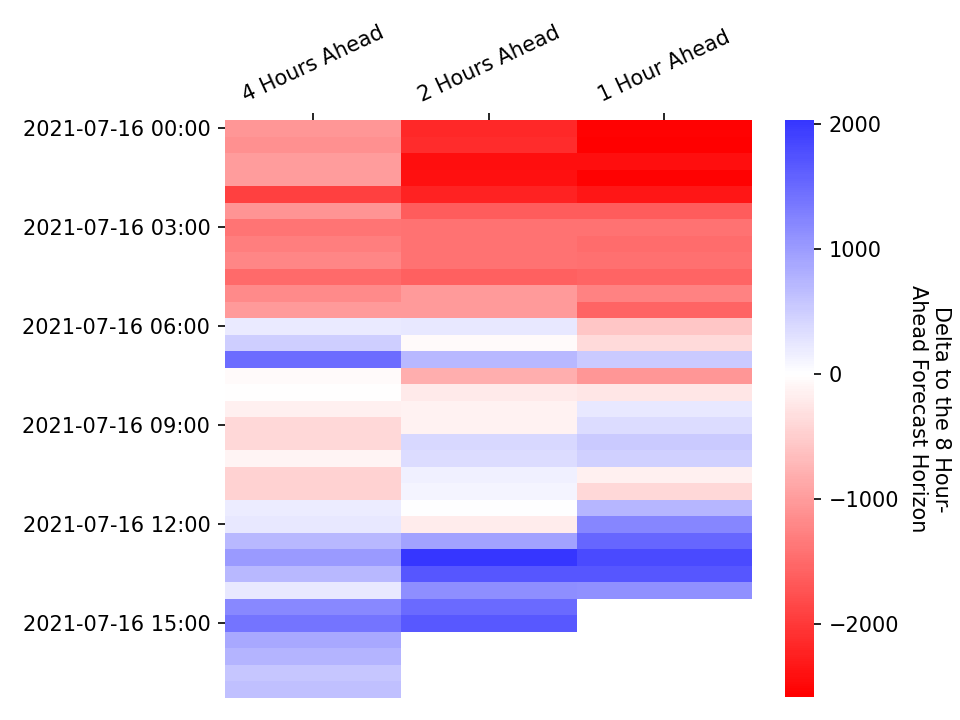 4 Hours Ahead
2 Hours Ahead
1 Hour Ahead
2021-07-16 00:00
2021-07-16 03:00
2021-07-16 06:00
2021-07-16 09:00
2021-07-16 12:00
2021-07-16 15:00
2000
1000
0
−1000
−2000
Delta to the 8 Hour-
Ahead Forecast Horizon